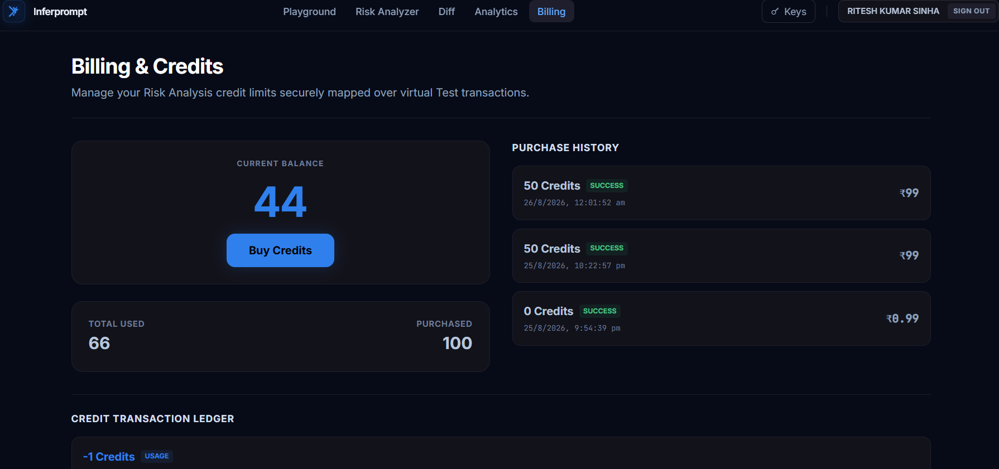 Inferprompt
Playground
Risk Analyzer
Diff
Analytics
Billing
Keys
RITESH KUMAR SINHA
SIGN OUT
Billing & Credits
Manage your Risk Analysis credit limits securely mapped over virtual Test transactions.
CURRENT BALANCE
44
Buy Credits
TOTAL USED
66
PURCHASED
100
PURCHASE HISTORY
50 Credits SUCCESS
26/8/2026, 12:01:52 am
₹99
50 Credits SUCCESS
25/8/2026, 10:22:57 pm
₹99
0 Credits SUCCESS
25/8/2026, 9:54:39 pm
₹0.99
CREDIT TRANSACTION LEDGER
-1 Credits USAGE